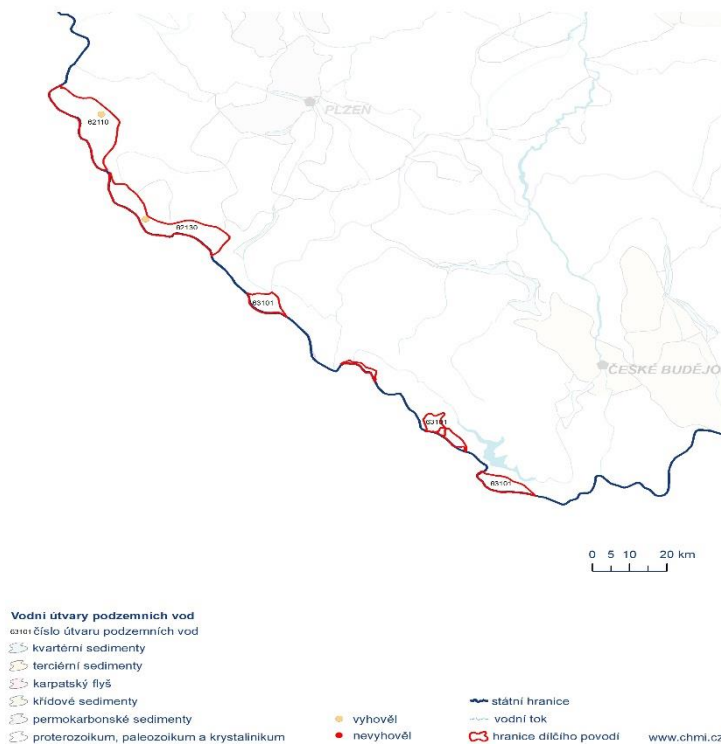 PLZEŇ
62110
62130
63101
ČESKÉ BUDĚJO
63101
63101
0 5 10 20 km
Vodní útvary podzemních vod
63101 číslo útvaru podzemních vod
kvartérní sedimenty
terciérní sedimenty
karpatský flyš
křídové sedimenty
permokarbonské sedimenty
proterozoikum, paleozoikum a krystalinikum
vyhověl
nevyhověl
státní hranice
vodní tok
hranice dílčího povodí
www.chmi.cz